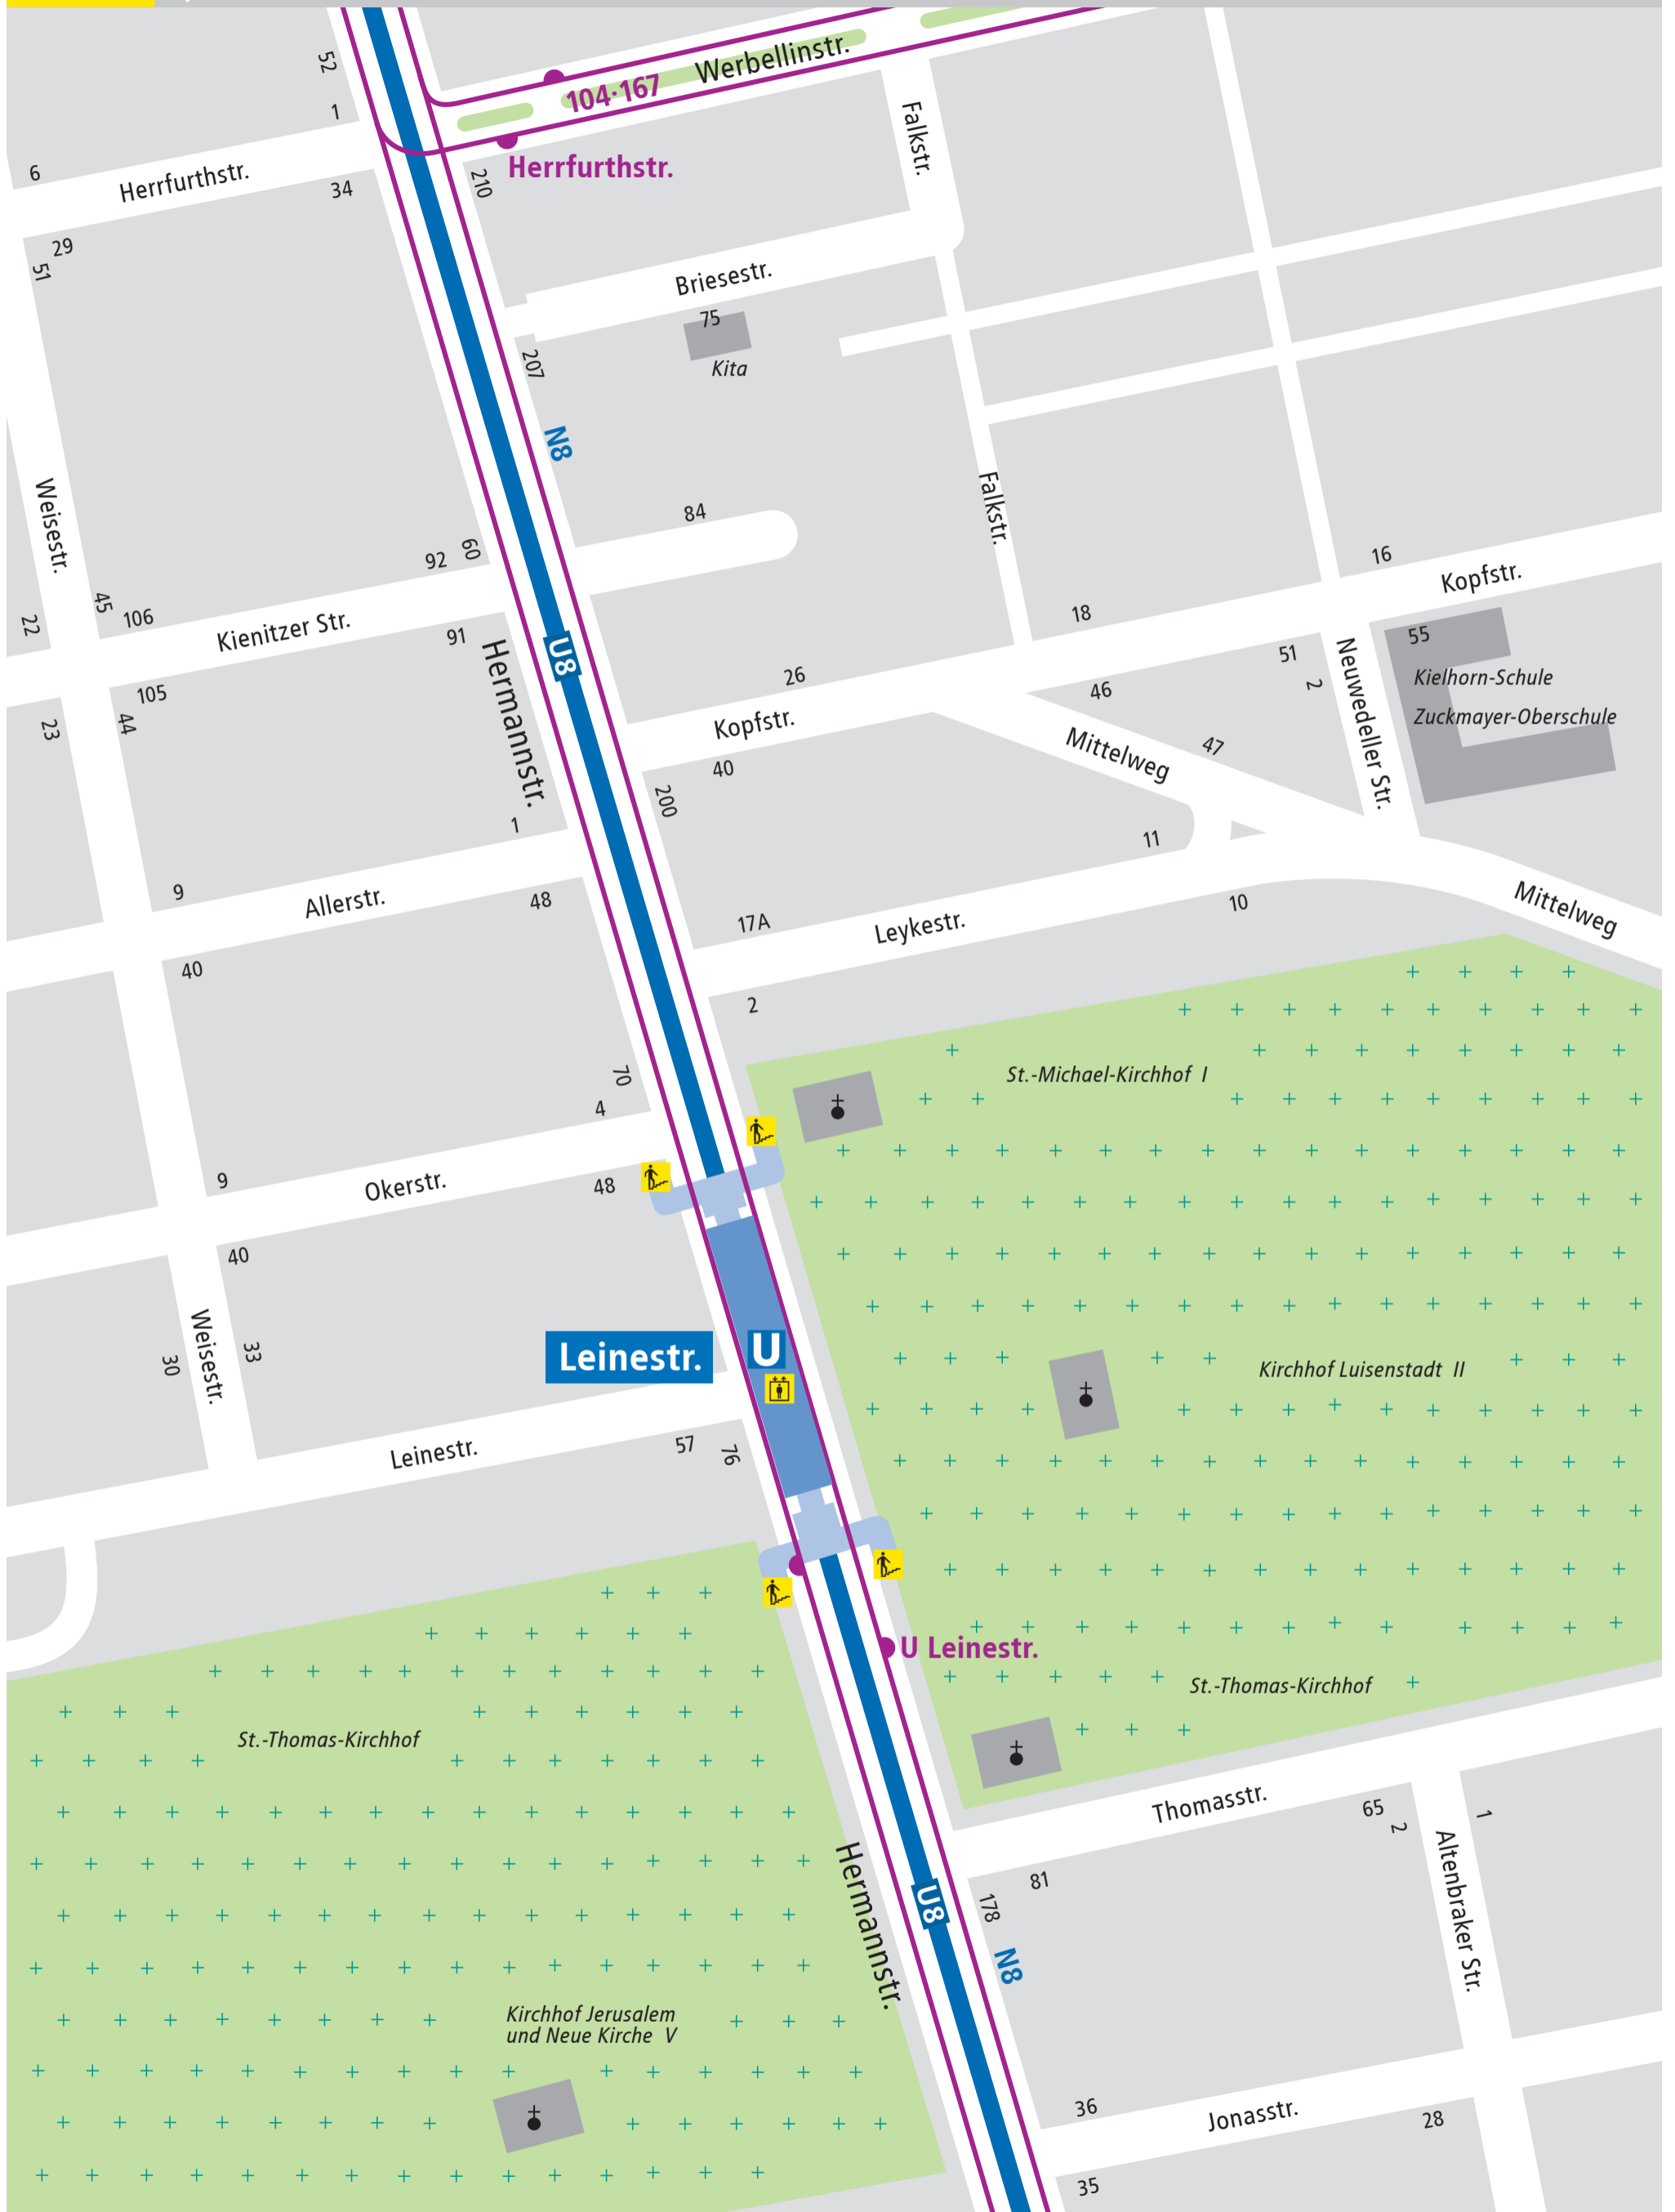 52
1
Werbellinstr.
104·167
Falkstr.
6
Herrfurthstr.
Herrfurthstr.
34
210
29
51
Briesestr.
75
Kita
207
N8
Weisestr.
Falkstr.
84
92
60
16
Kopfstr.
22
45
106
Kienitzer Str.
91
Hermannstr.
U8
18
55
Kielhorn-Schule
Zuckmayer-Oberschule
51
2
Neuwedeller Str.
26
46
105
44
23
Kopfstr.
Mittelweg
47
40
200
1
11
9
Allerstr.
48
17A
Leykestr.
10
Mittelweg
40
2
70
4
St.-Michael-Kirchhof I
9
Okerstr.
48
40
Weisestr.
33
30
Leinestr.
U
Kirchhof Luisenstadt II
Leinestr.
57
76
U Leinestr.
St.-Thomas-Kirchhof
St.-Thomas-Kirchhof
Thomasstr.
65
2
1
Altenbraker Str.
Hermannstr.
U8
81
178
N8
Kirchhof Jerusalem
und Neue Kirche V
36
Jonasstr.
28
35